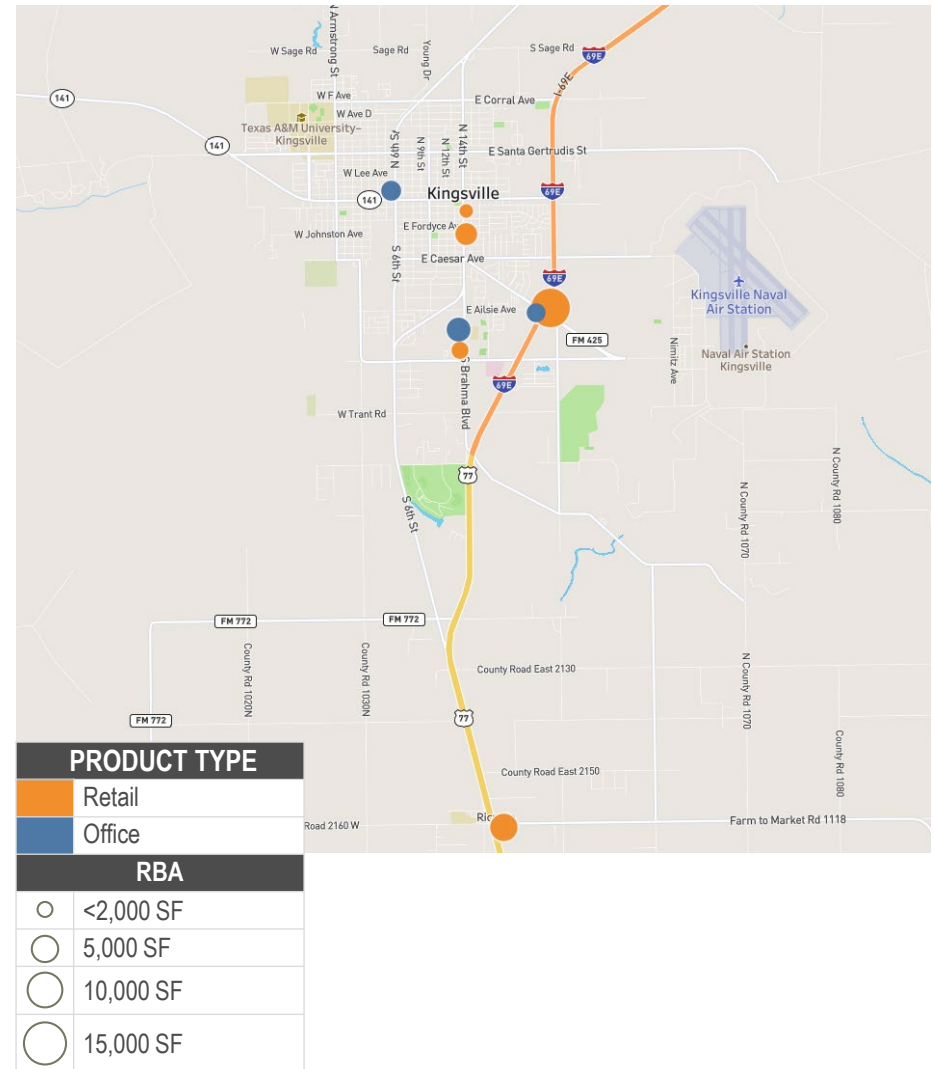 N Armstrong St
W Sage Rd
Sage Rd
Young Dr
S Sage Rd
69E
I-69E
141
W F Ave
E Corral Ave
W Ave D
Texas A&M University–
Kingsville
N 6th St
N 9th St
N 12th St
N 14th St
141
E Santa Gertrudis St
W Lee Ave
141
Kingsville
69E
W Johnston Ave
E Fordyce
S 6th St
E Caesar Ave
69E
Kingsville Naval
Air Station
E Ailsie Ave
FM 425
Nimitz Ave
Naval Air Station
Kingsville
S Brahma Blvd
69E
W Trant Rd
77
S 6th St
N County Rd 1070
N County Rd 1080
FM 772
FM 772
County Rd 1020N
County Rd 1030N
County Road East 2130
N County Rd 1070
FM 772
77
County Rd 1080
County Road East 2150
Road 2160 W
Ric
Farm to Market Rd 1118
PRODUCT TYPE
Retail
Office
RBA
<2,000 SF
5,000 SF
10,000 SF
15,000 SF